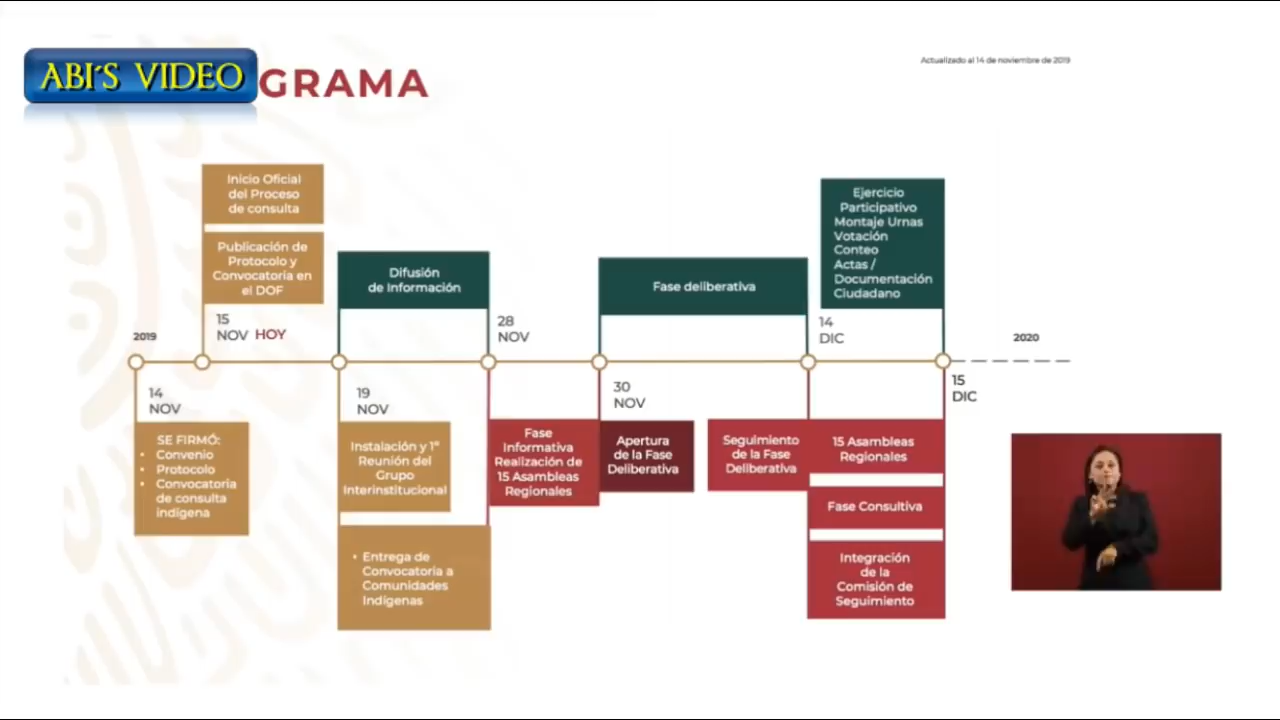 ABI´S VIDEO
GRAMA
Actualizado al 14 de noviembre de 2019
Inicio Oficial
del Proceso
de consulta
Publicación de
Protocolo y
Convocatoria en
el DOF
Difusión
de Información
Fase deliberativa
Ejercicio
Participativo
Montaje Urnas
Votación
Conteo
Actas /
Documentación
Ciudadano
2019
15
NOV HOY
28
NOV
14
DIC
2020
14
NOV
19
NOV
30
NOV
15
DIC
SE FIRMÓ:
• Convenio
• Protocolo
• Convocatoria
de consulta
indígena
Instalación y 1ª
Reunión del
Grupo
Interinstitucional
• Entrega de
Convocatoria a
Comunidades
Indígenas
Fase
Informativa
Realización de
15 Asambleas
Regionales
Apertura
de la Fase
Deliberativa
Seguimiento
de la Fase
Deliberativa
15 Asambleas
Regionales
Fase Consultiva
Integración
de la
Comisión de
Seguimiento